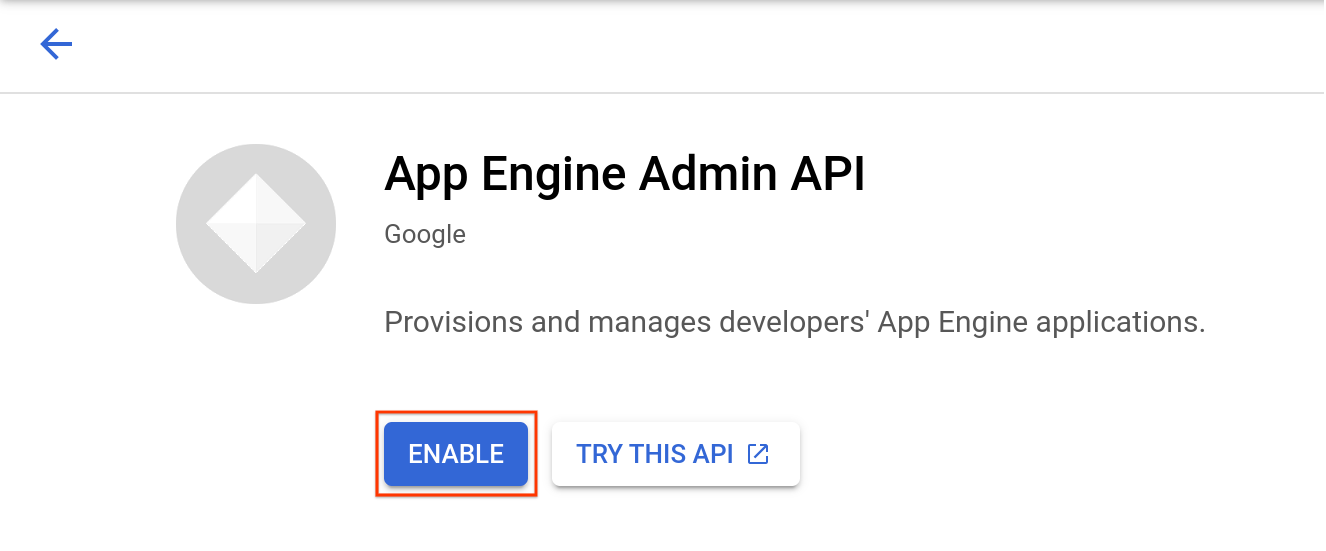 App Engine Admin API
Google
Provisions and manages developers' App Engine applications.
ENABLE
TRY THIS API